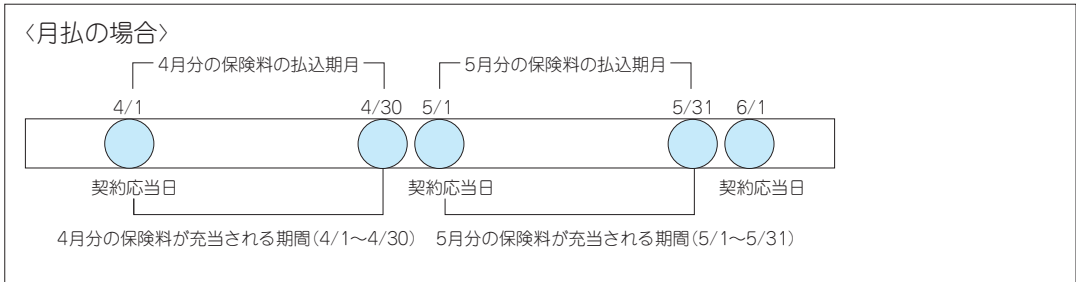 〈月払の場合〉
4月分の保険料の払込期月 5月分の保険料の払込期月
4/1 4/30 5/1 5/31 6/1
契約応当日 契約応当日 契約応当日
4月分の保険料が充当される期間(4/1〜4/30) 5月分の保険料が充当される期間(5/1〜5/31)